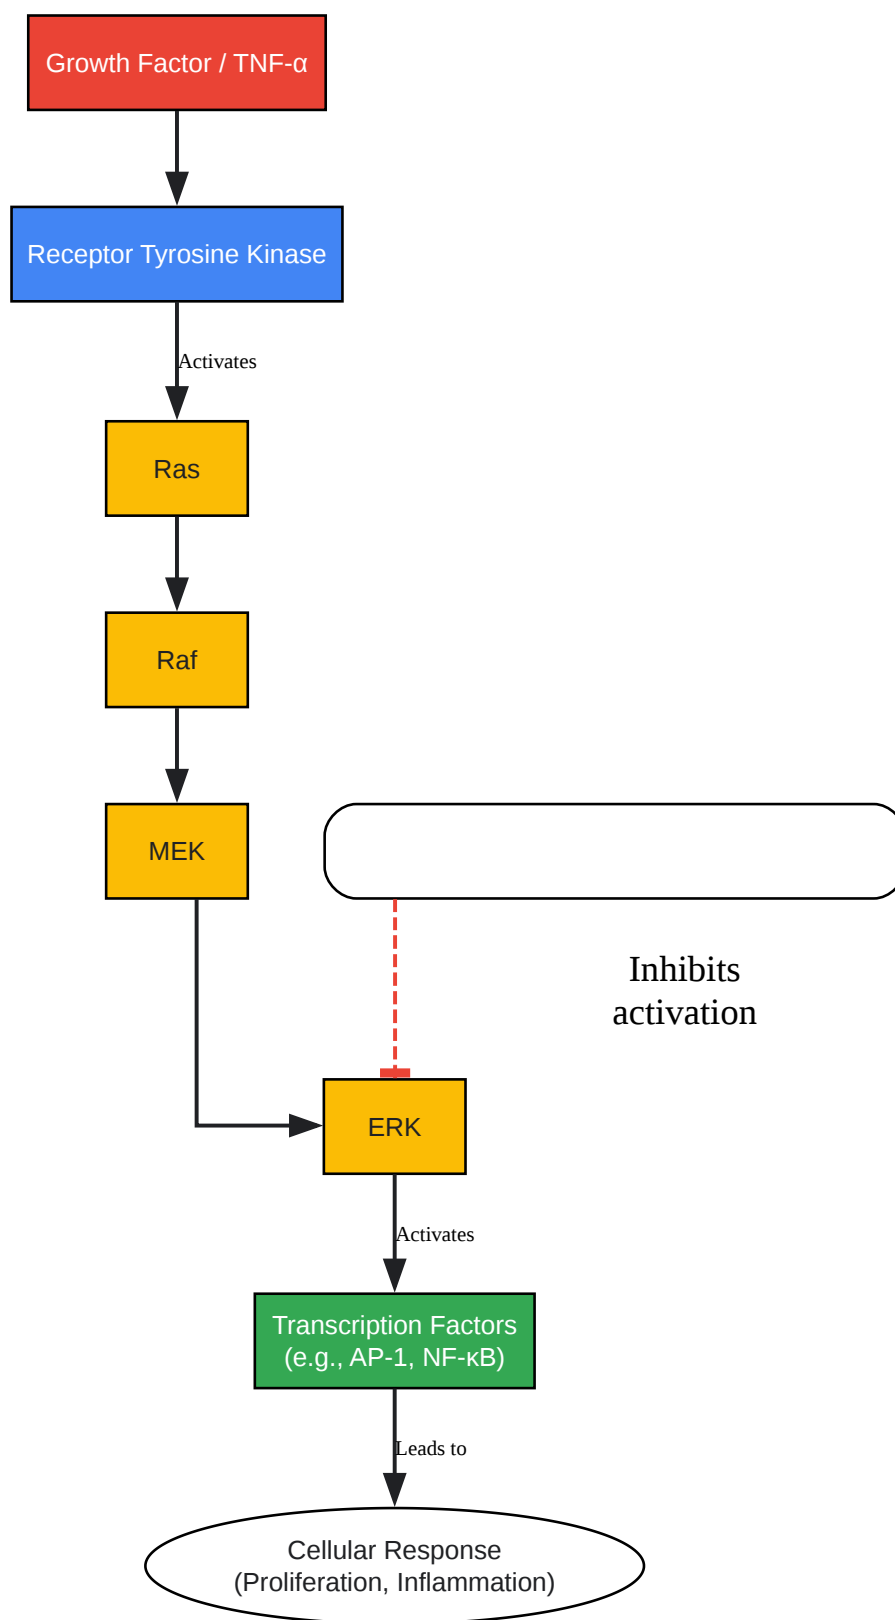 Growth Factor / TNF-α
Receptor Tyrosine Kinase
Activates
Ras
Raf
MEK
Inhibits
activation
ERK
Activates
Transcription Factors
(e.g., AP-1, NF-κB)
Leads to
Cellular Response
(Proliferation, Inflammation)